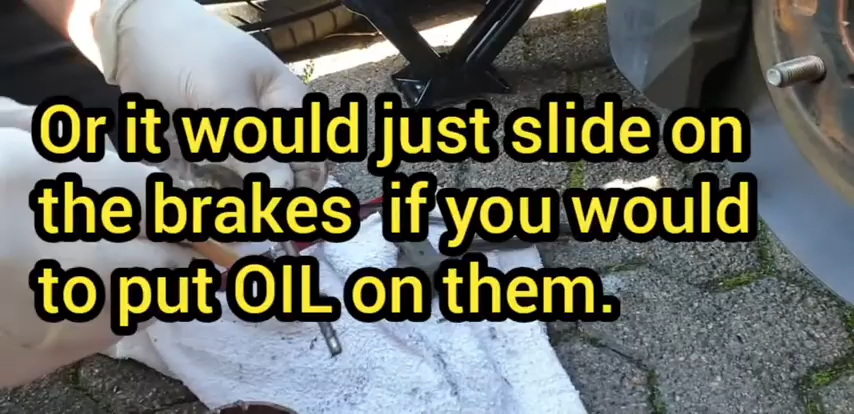 Or it would just slide on
the brakes  if you would
to put OIL on them.